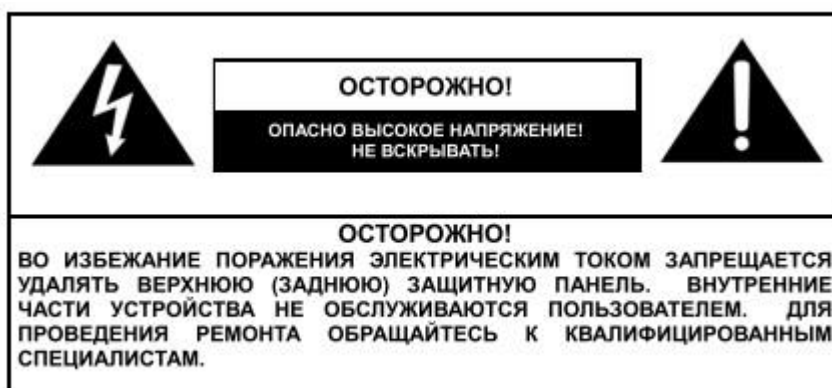 ОСТОРОЖНО!
ОПАСНО ВЫСОКОЕ НАПРЯЖЕНИЕ!
НЕ ВСКРЫВАТЬ!
ОСТОРОЖНО!
ВО ИЗБЕЖАНИЕ ПОРАЖЕНИЯ ЭЛЕКТРИЧЕСКИМ ТОКОМ ЗАПРЕЩАЕТСЯ
УДАЛЯТЬ ВЕРХНЮЮ (ЗАДНЮЮ) ЗАЩИТНУЮ ПАНЕЛЬ. ВНУТРЕННИЕ
ЧАСТИ УСТРОЙСТВА НЕ ОБСЛУЖИВАЮТСЯ ПОЛЬЗОВАТЕЛЕМ. ДЛЯ
ПРОВЕДЕНИЯ РЕМОНТА ОБРАЩАЙТЕСЬ К КВАЛИФИЦИРОВАННЫМ
СПЕЦИАЛИСТАМ.